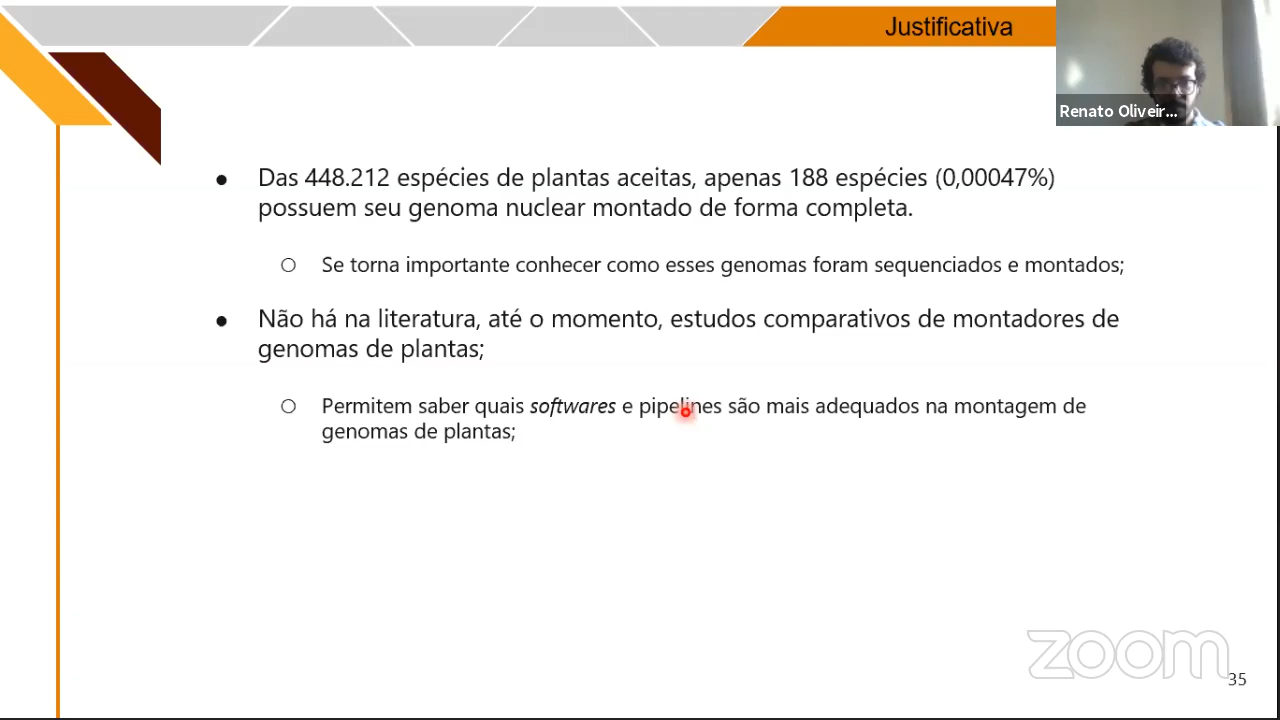 Justificativa
Renato Oliveir...
● Das 448.212 espécies de plantas aceitas, apenas 188 espécies (0,00047%)
possuem seu genoma nuclear montado de forma completa.
○ Se torna importante conhecer como esses genomas foram sequenciados e montados;
● Não há na literatura, até o momento, estudos comparativos de montadores de
genomas de plantas;
○ Permitem saber quais softwares e pipelines são mais adequados na montagem de
genomas de plantas;
zoom
35